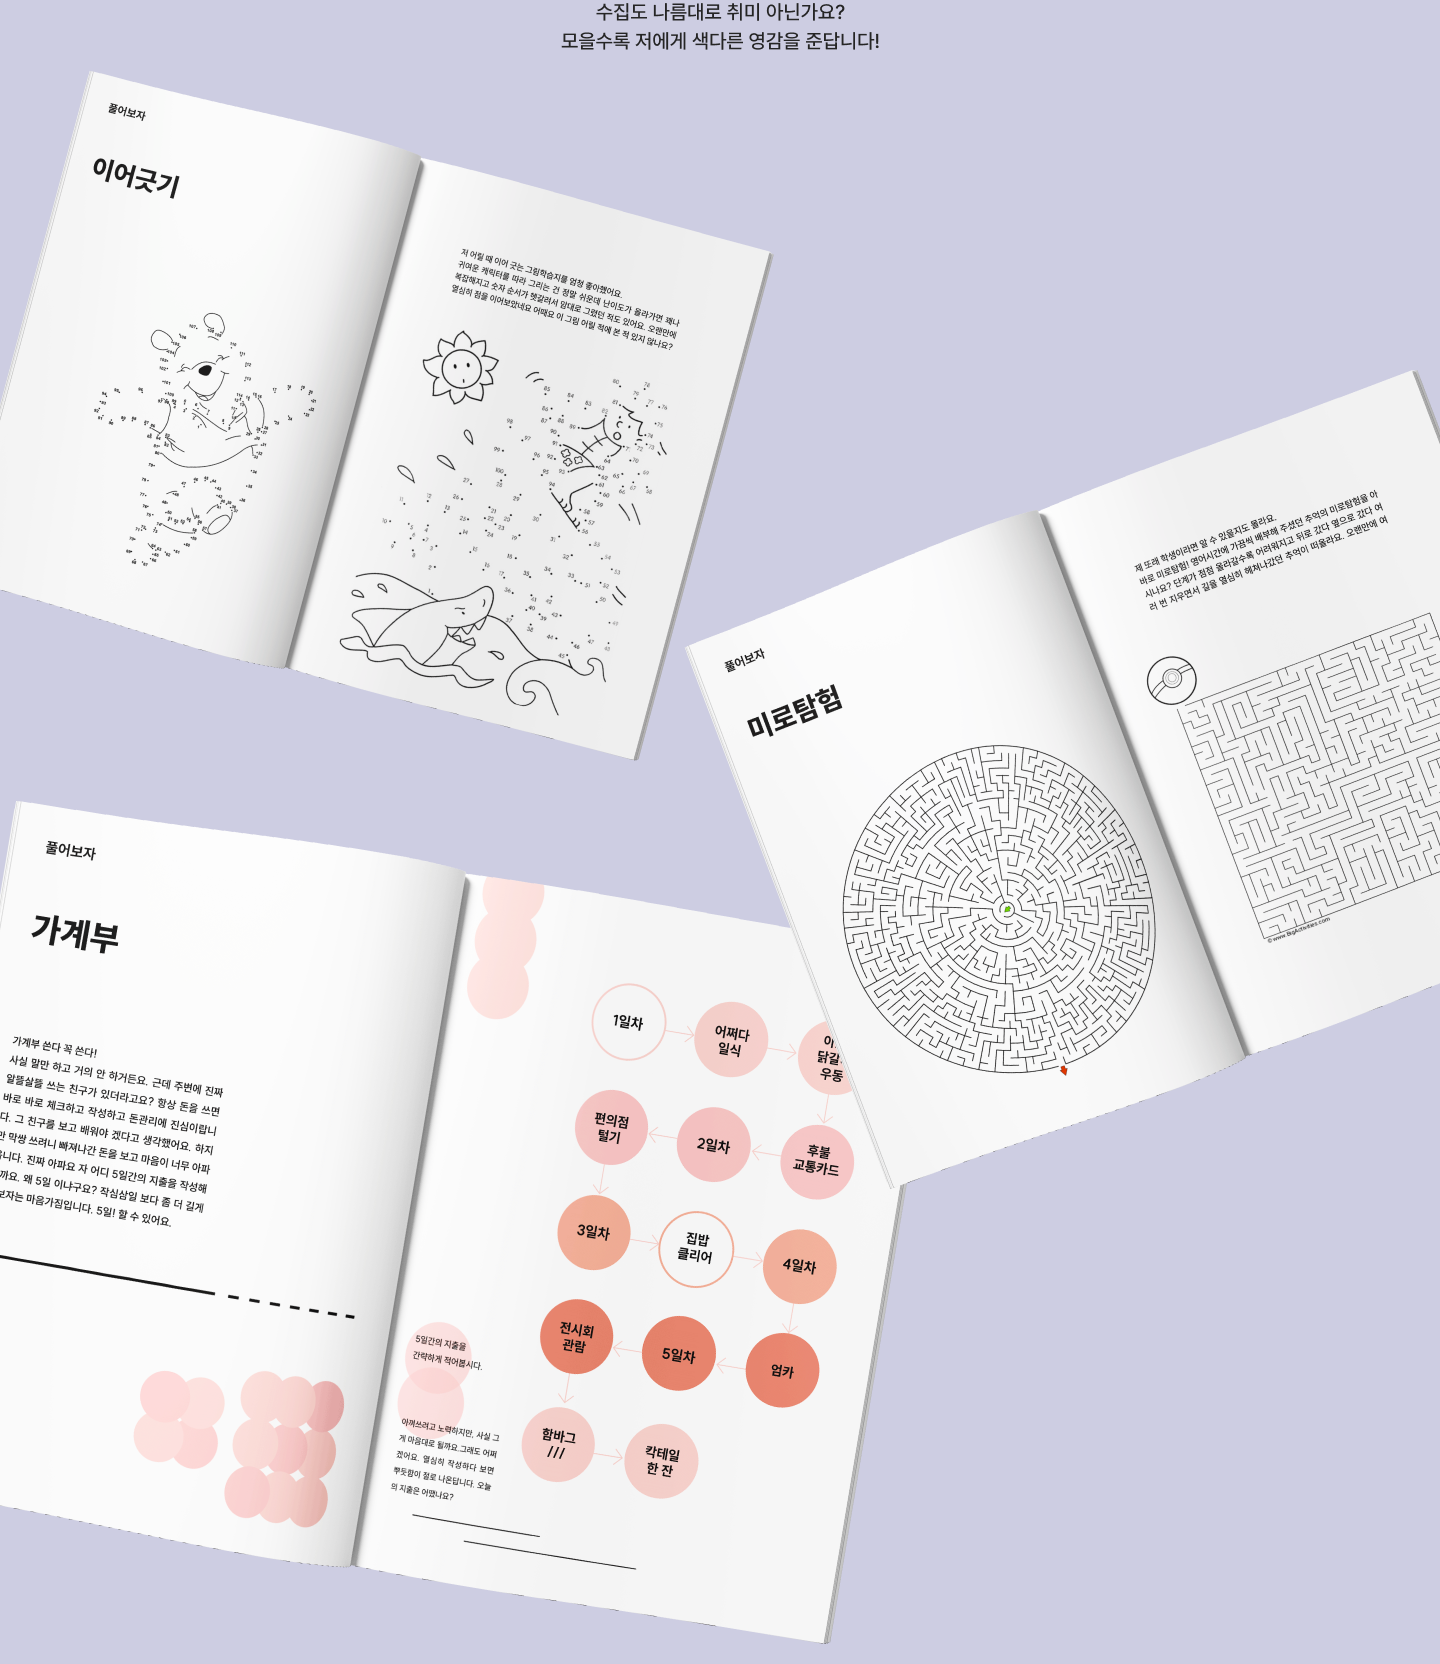 수집도 나름대로 취미 아닌가요?
모을수록 저에게 색다른 영감을 준답니다!
풀어보자
이어긋기
저 어릴 때 이어 긋는 그림학습지를 엄청 좋아했어요.
귀여운 캐릭터를 따라 그리는 건 정말 쉬운데 난이도가 올라가면 꽤나
복잡해지고 숫자 순서가 헷갈려서 맘대로 그렸던 적도 있어요. 오랜만에
열심히 점을 이어보았네요 어때요 이 그림 어릴 적에 본 적 있지 않나요?
풀어보자
미로탐험
제 또래 학생이라면 알 수 있을지도 몰라요.
바로 미로탐험! 영어시간에 가끔씩 배부해 주셨던 추억의 미로탐험을 아
시나요? 단계가 점점 올라갈수록 어려워지고 뒤로 갔다 옆으로 갔다 여
러 번 지우면서 길을 열심히 헤쳐나갔던 추억이 떠올라요. 오랜만에 여
© www.BigActivities.com
풀어보자
가계부
가계부 쓴다 꼭 쓴다!
사실 말만 하고 거의 안 하거든요. 근데 주변에 진짜
알뜰살뜰 쓰는 친구가 있더라고요? 항상 돈을 쓰면
바로 바로 체크하고 작성하고 돈관리에 진심이랍니
다. 그 친구를 보고 배워야 겠다고 생각했어요. 하지
만 막상 쓰려니 빠져나간 돈을 보고 마음이 너무 아파
옵니다. 진짜 아파요 자 어디 5일간의 지출을 작성해
까요. 왜 5일 이냐구요? 작심삼일 보다 좀 더 길게
보자는 마음가짐입니다. 5일! 할 수 있어요.
1일차
어쩌다
일식
닭갈
우동
편의점
털기
2일차
후불
교통카드
3일차
집밥
클리어
4일차
전시회
관람
5일차
엄카
함바그
///
칵테일
한 잔
5일간의 지출을
간략하게 적어봅시다.
아껴쓰려고 노력하지만, 사실 그
게 마음대로 될까요.그래도 어쩌
겠어요. 열심히 작성하다 보면
뿌듯함이 절로 나온답니다. 오늘
의 지출은 어땠나요?